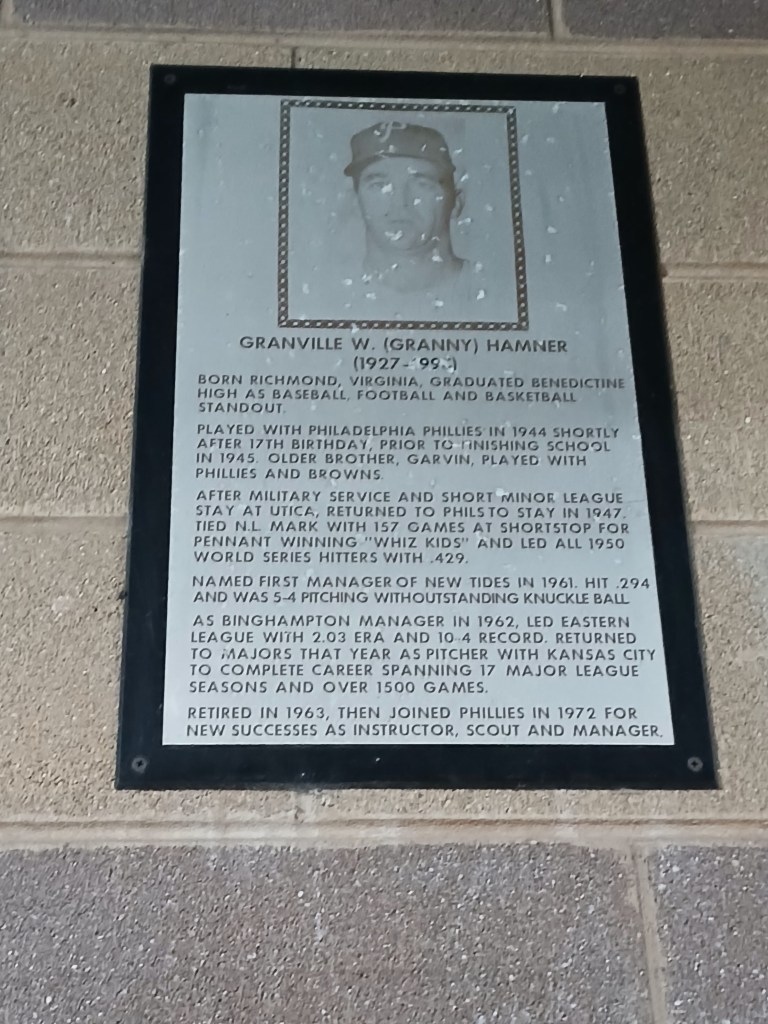 P
GRANVILLE W. (GRANNY) HAMNER
BORN RICHMOND, VIRGINIA, GRADUATED BENEDICTINE
HIGH AS BASEBALL, FOOTBALL AND BASKETBALL
STANDOUT.
PLAYED WITH PHILADELPHIA PHILLIES IN 1944 SHORTLY
AFTER 17TH BIRTHDAY, PRIOR TO FINISHING SCHOOL
IN 1945. OLDER BROTHER, GARVIN, PLAYED WITH
PHILLIES AND BROWNS.
AFTER MILITARY SERVICE AND SHORT MINOR LEAGUE
STAY AT UTICA, RETURNED TO PHILS TO STAY IN 1947.
TIED N.L. MARK WITH 157 GAMES AT SHORTSTOP FOR
PENNANT WINNING "WHIZ KIDS" AND LED ALL 1950
WORLD SERIES HITTERS WITH .429.
NAMED FIRST MANAGER OF NEW TIDES IN 1961. HIT .294
AND WAS 5-4 PITCHING WITH OUTSTANDING KNUCKLE BALL.
AS BINGHAMPTON MANAGER IN 1962, LED EASTERN
LEAGUE WITH 2.03 ERA AND 10-4 RECORD. RETURNED
TO MAJORS THAT YEAR AS PITCHER WITH KANSAS CITY
TO COMPLETE CAREER SPANNING 17 MAJOR LEAGUE
SEASONS AND OVER 1500 GAMES.
RETIRED IN 1963, THEN JOINED PHILLIES IN 1972 FOR
NEW SUCCESSES AS INSTRUCTOR, SCOUT AND MANAGER.